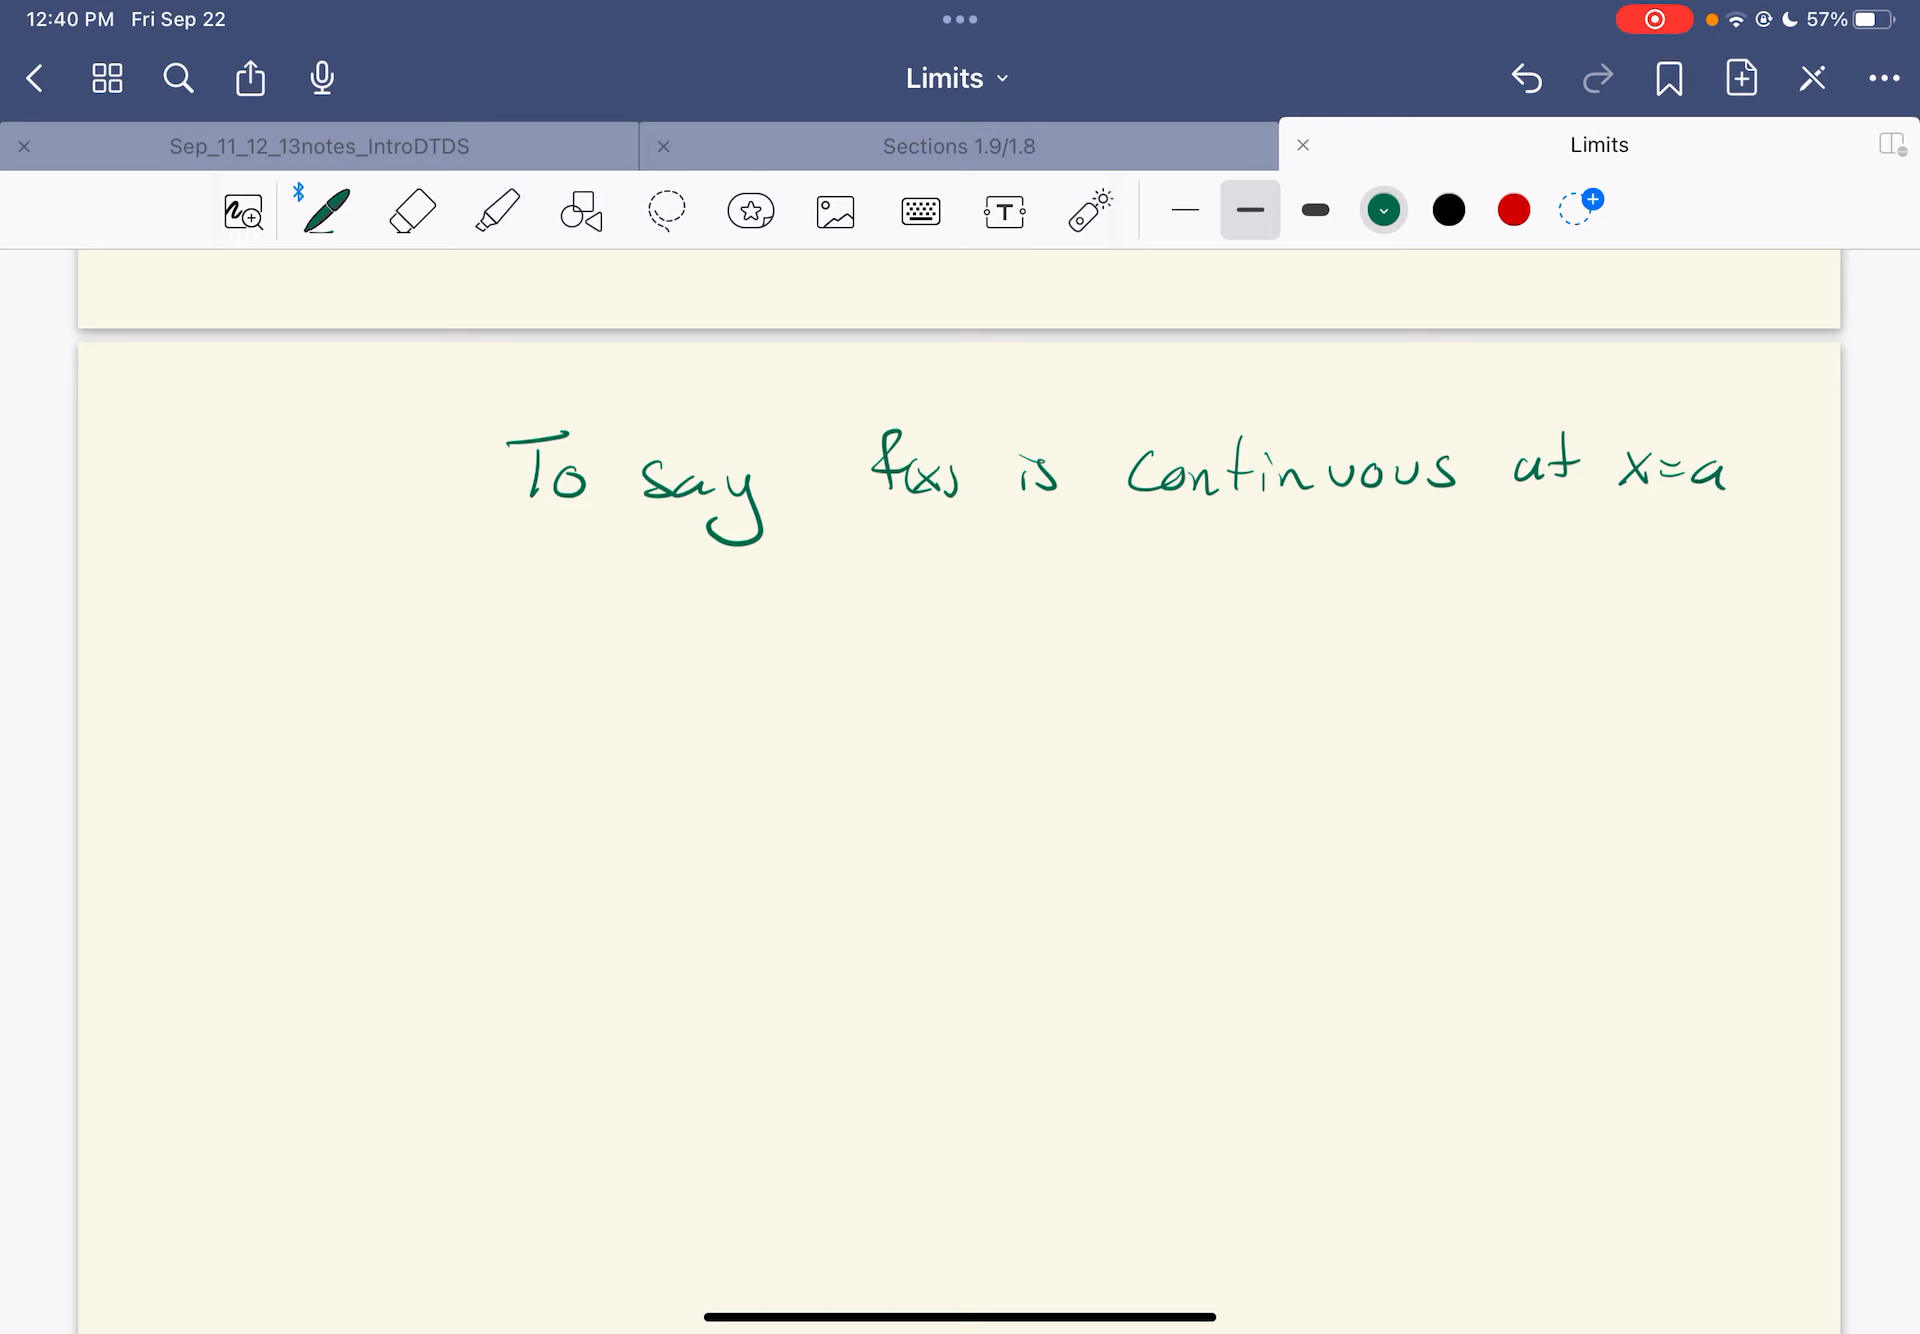 12:40 PM Fri Sep 22
57%
Limits
Sep_11_12_13notes_IntroDTDS
Sections 1.9/1.8
Limits
T
To say f(x) is continuous at x=a